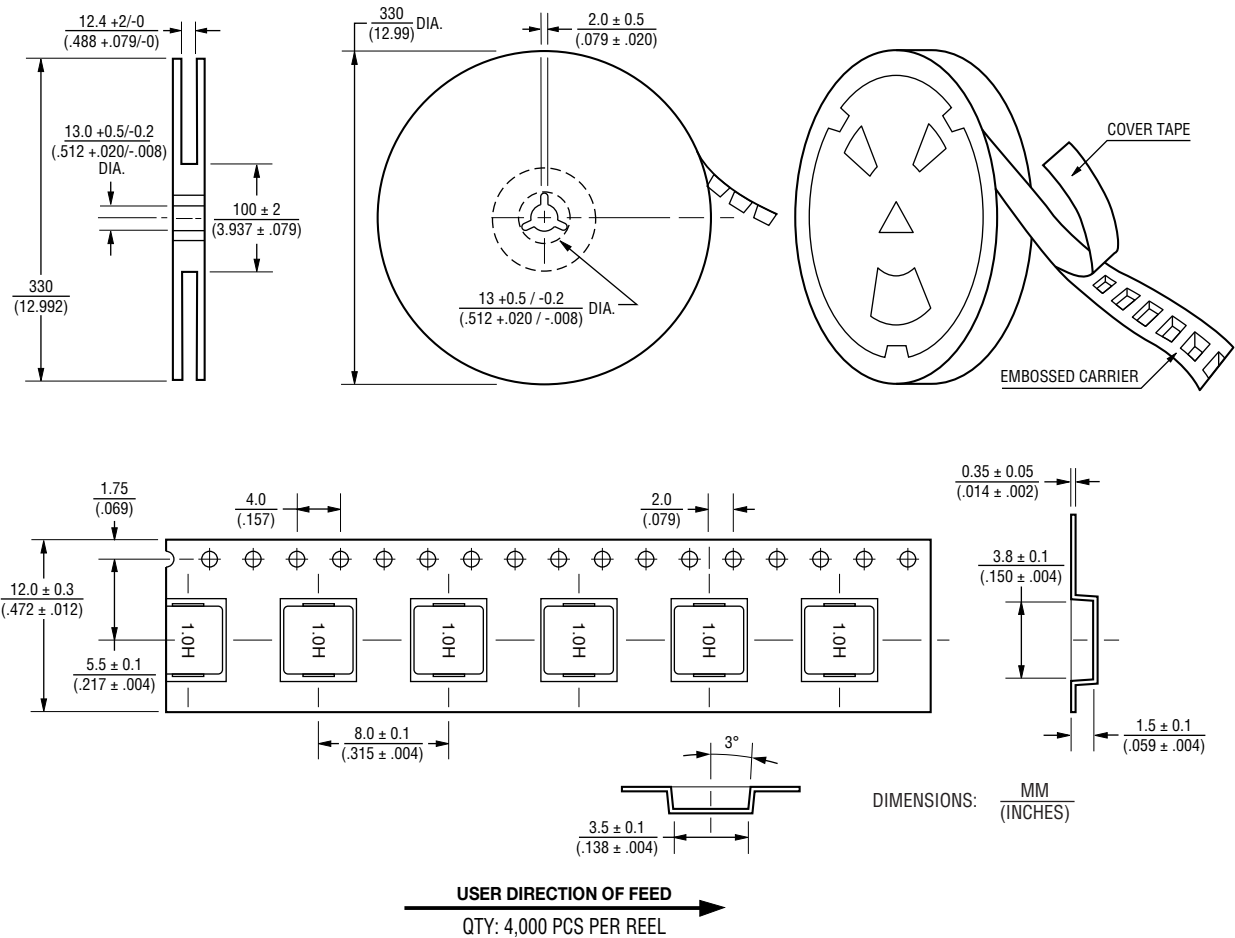 12.4 +2/-0
(.488 +.079/-0)
330
(12.99)
DIA.
2.0 ± 0.5
(.079 ± .020)
13.0 +0.5/-0.2
(.512 +.020/-.008)
DIA.
100 ± 2
(3.937 ± .079)
330
(12.992)
13 +0.5 / -0.2
(.512 +.020 / -.008)
DIA.
COVER TAPE
EMBOSSED CARRIER
1.75
(.069)
4.0
(.157)
2.0
(.079)
0.35 ± 0.05
(.014 ± .002)
12.0 ± 0.3
(.472 ± .012)
3.8 ± 0.1
(.150 ± .004)
1.0H
1.0H
1.0H
1.0H
1.0H
1.0H
5.5 ± 0.1
(.217 ± .004)
8.0 ± 0.1
(.315 ± .004)
1.5 ± 0.1
(.059 ± .004)
3°
3.5 ± 0.1
(.138 ± .004)
DIMENSIONS:
MM
(INCHES)
USER DIRECTION OF FEED
QTY: 4,000 PCS PER REEL